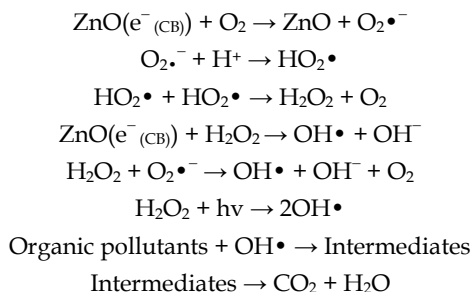 ZnO(e⁻ (CB)) + O₂ → ZnO + O₂•⁻
O₂•⁻ + H⁺ → HO₂•
HO₂• + HO₂• → H₂O₂ + O₂
ZnO(e⁻ (CB)) + H₂O₂ → OH• + OH⁻
H₂O₂ + O₂•⁻ → OH• + OH⁻ + O₂
H₂O₂ + hv → 2OH•
Organic pollutants + OH• → Intermediates
Intermediates → CO₂ + H₂O